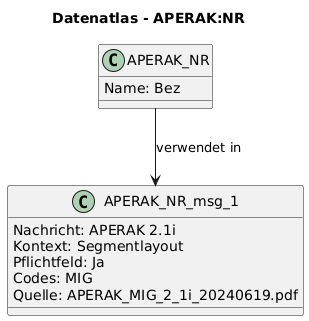 Datenatlas - APERAK:NR
C APERAK_NR
Name: Bez
verwendet in
C APERAK_NR_msg_1
Nachricht: APERAK 2.1i
Kontext: Segmentlayout
Pflichtfeld: Ja
Codes: MIG
Quelle: APERAK_MIG_2_1i_20240619.pdf